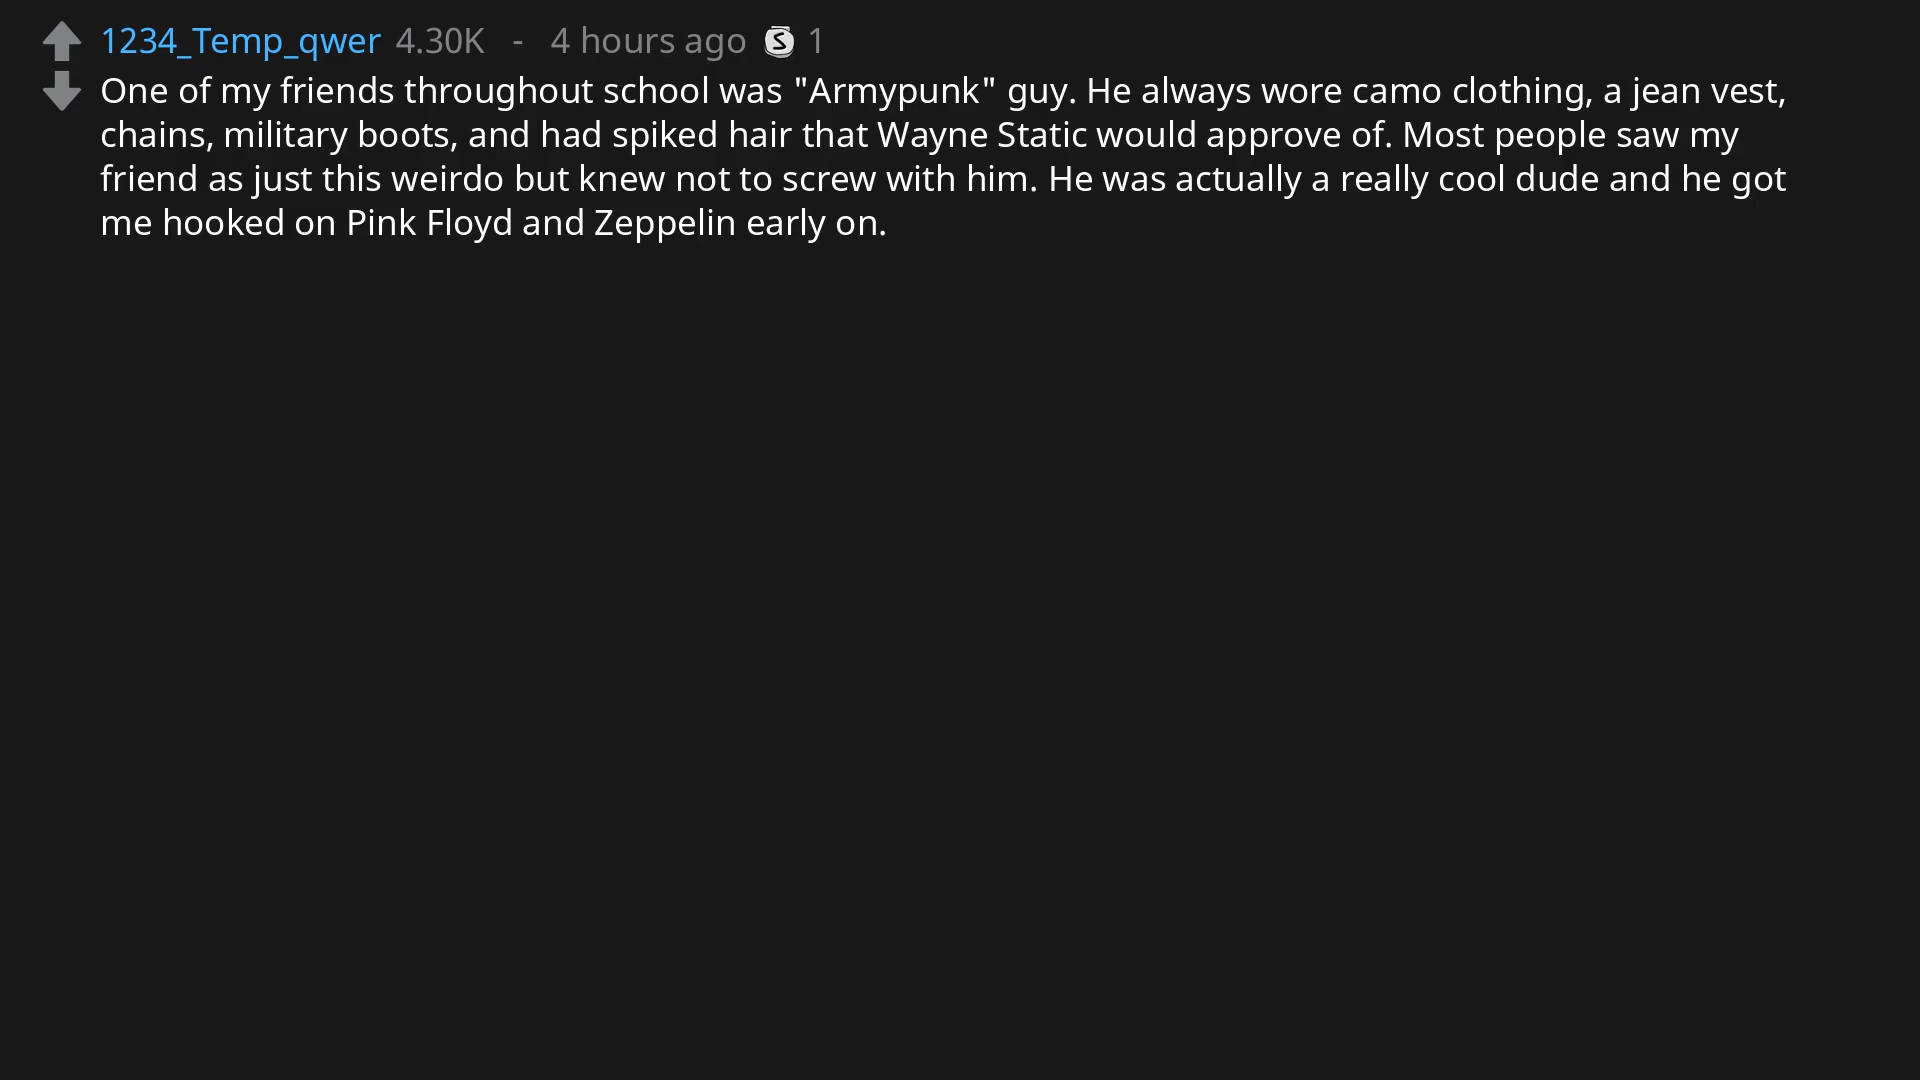 1234_Temp_qwer 4.30K - 4 hours ago S 1
One of my friends throughout school was "Armypunk" guy. He always wore camo clothing, a jean vest,
chains, military boots, and had spiked hair that Wayne Static would approve of. Most people saw my
friend as just this weirdo but knew not to screw with him. He was actually a really cool dude and he got
me hooked on Pink Floyd and Zeppelin early on.